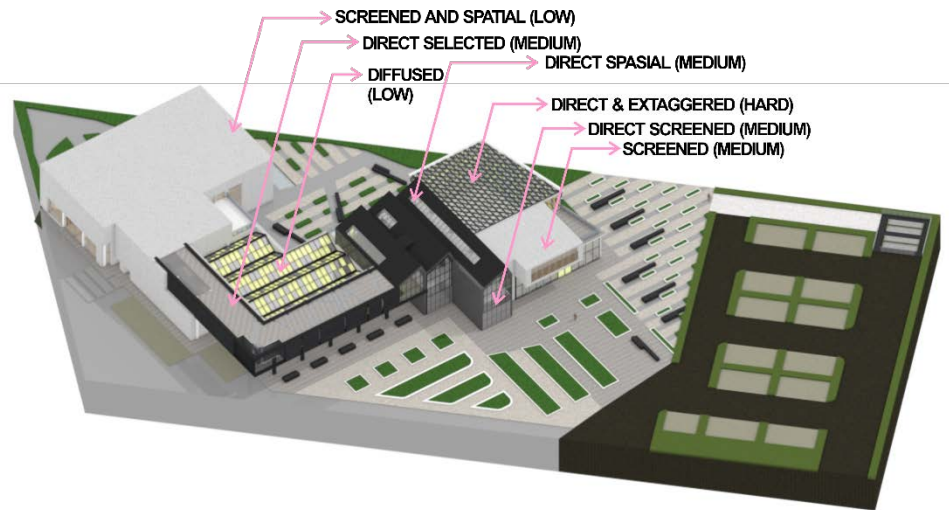 SCREENED AND SPATIAL (LOW)
DIRECT SELECTED (MEDIUM)
DIRECT SPASIAL (MEDIUM)
DIFFUSED
(LOW)
DIRECT & EXTAGGERED (HARD)
DIRECT SCREENED (MEDIUM)
SCREENED (MEDIUM)